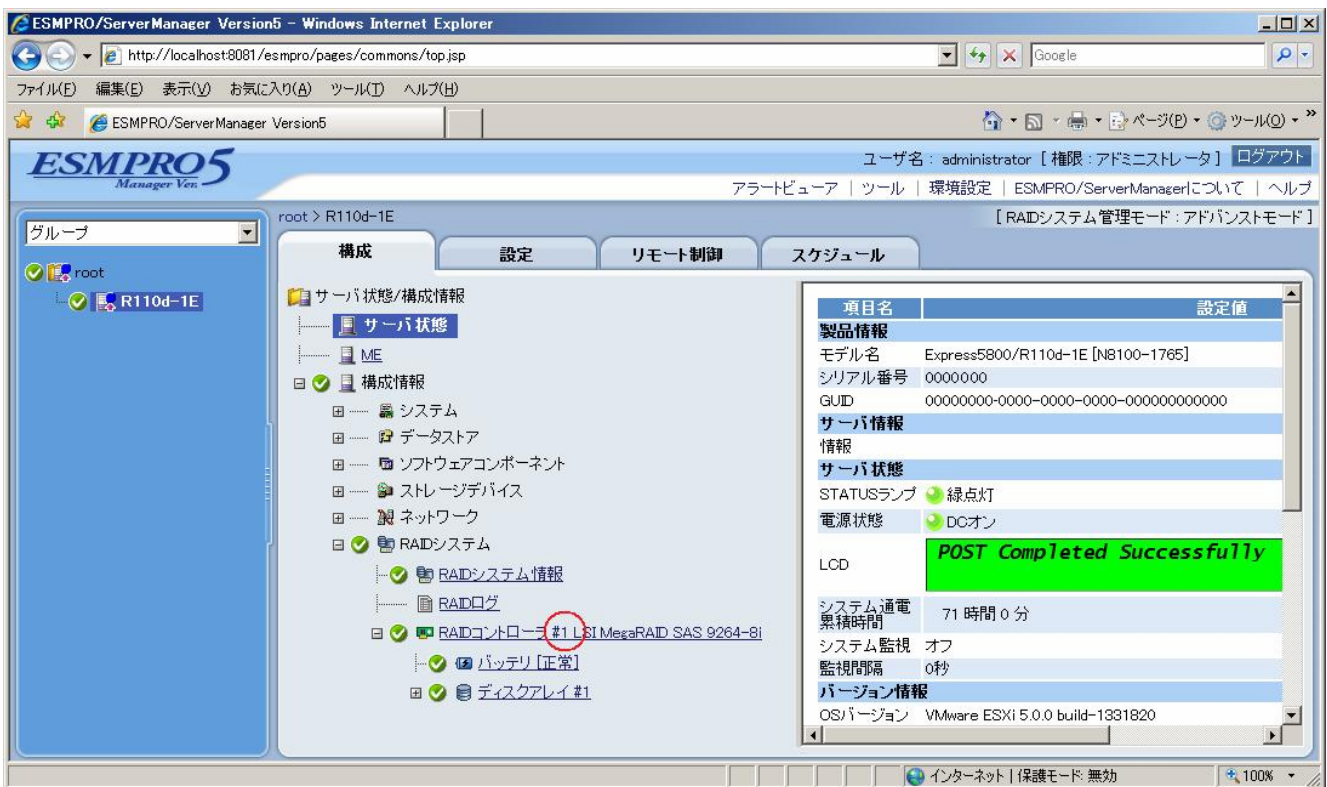 ESMPRO/ServerManager Version5 - Windows Internet Explorer
http://localhost:8081/esmpro/pages/commons/top.jsp
Google
ファイル(F) 編集(E) 表示(V) お気に入り(A) ツール(T) ヘルプ(H)
ESMPRO/ServerManager Version5
ページ(P) ツール(O) »
ESMPRO5
Manager Ver.
ユーザ名 : administrator [ 権限 : アドミニストレータ ] ログアウト
アラートビューア | ツール | 環境設定 | ESMPRO/ServerManagerについて | ヘルプ
グループ
root
R110d-1E
root > R110d-1E
[ RAIDシステム管理モード : アドバンストモード ]
構成 設定 リモート制御 スケジュール
サーバ状態/構成情報
サーバ状態
ME
構成情報
システム
データストア
ソフトウェアコンポーネント
ストレージデバイス
ネットワーク
RAIDシステム
RAIDシステム情報
RAIDログ
RAIDコントローラ #1 LSI MegaRAID SAS 9264-8i
バッテリ [正常]
ディスクアレイ #1
項目名 設定値
製品情報
モデル名 Express5800/R110d-1E [N8100-1765]
シリアル番号 0000000
GUID 00000000-0000-0000-0000-000000000000
サーバ情報
情報
サーバ状態
STATUSランプ 緑点灯
電源状態 DCオン
LCD POST Completed Successfully
システム通電
累積時間 71 時間 0 分
システム監視 オフ
監視間隔 0秒
バージョン情報
OSバージョン VMware ESXi 5.0.0 build-1331820
インターネット | 保護モード: 無効
100%